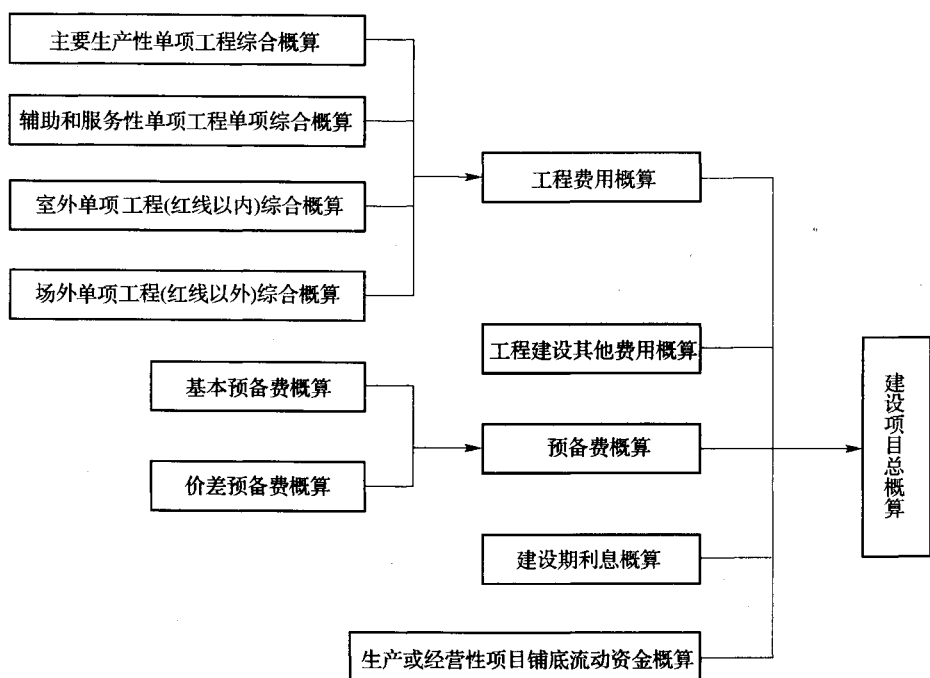 主要生产性单项工程综合概算
辅助和服务性单项工程单项综合概算
室外单项工程(红线以内)综合概算
场外单项工程(红线以外)综合概算
工程费用概算
工程建设其他费用概算
基本预备费概算
价差预备费概算
预备费概算
建设期利息概算
生产或经营性项目铺底流动资金概算
建设项目总概算